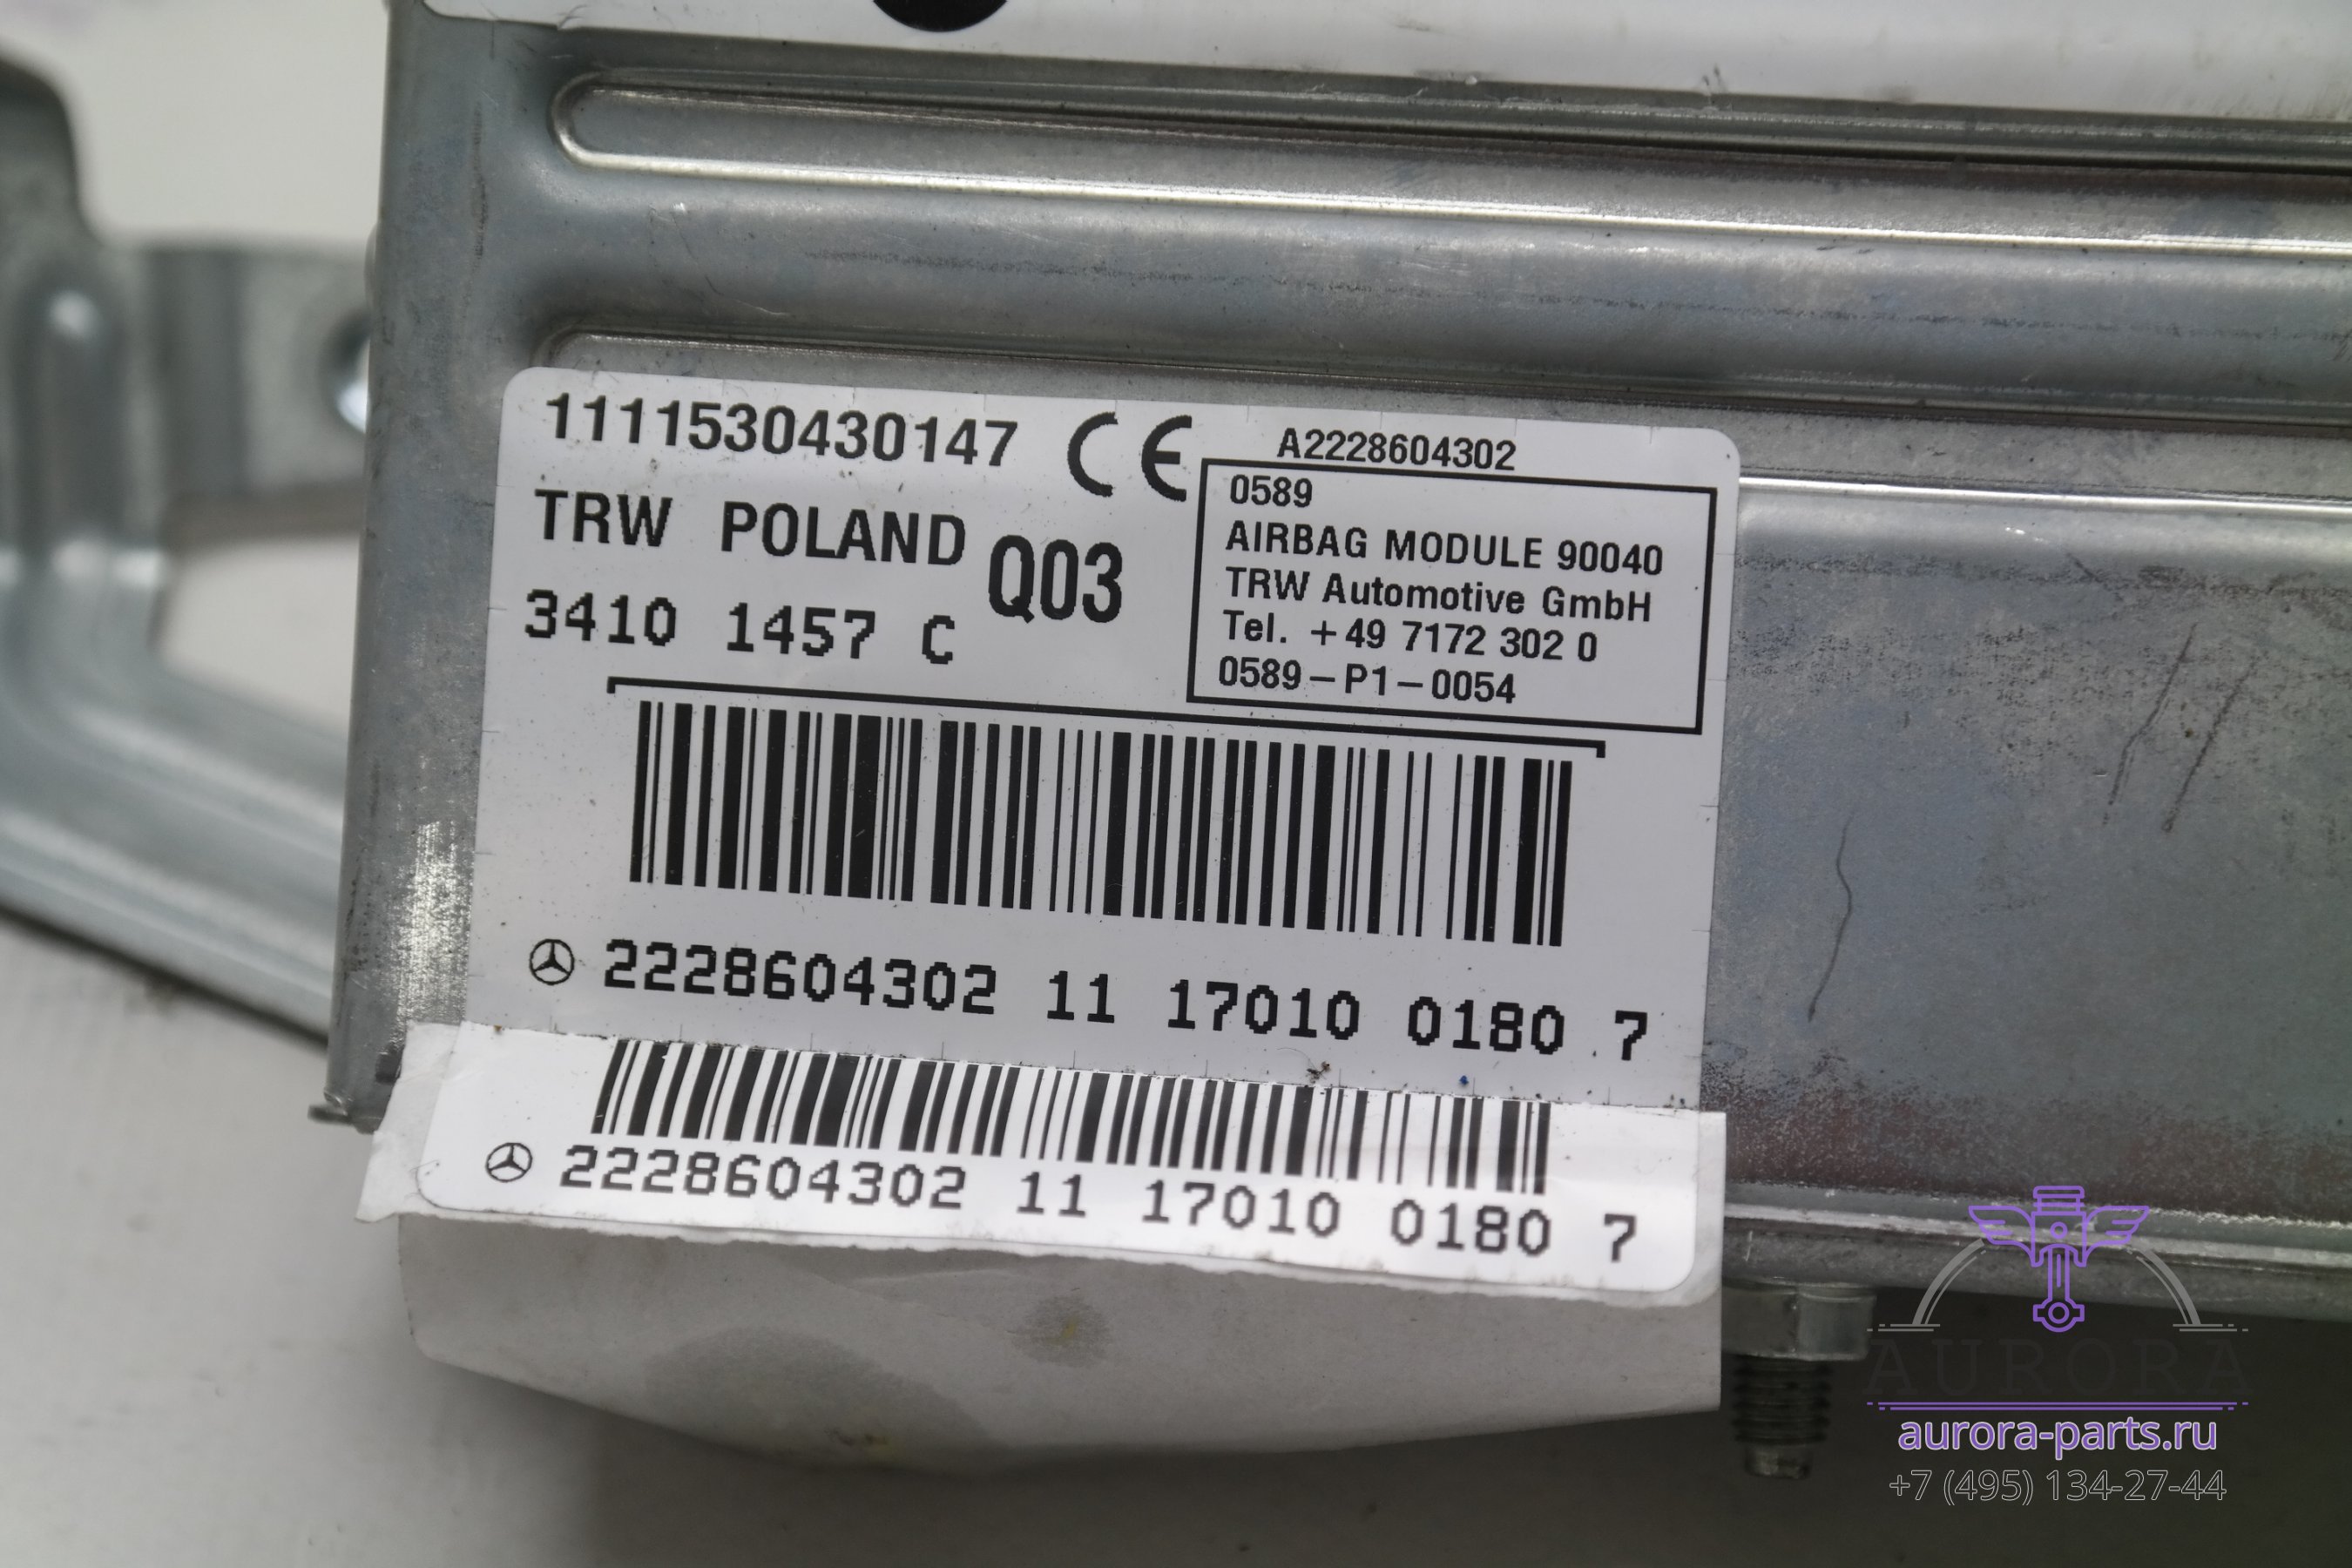 1111530430147 CE A2228604302
TRW POLAND Q03
3410 1457 C
0589
AIRBAG MODULE 90040
TRW Automotive GmbH
Tel. +49 7172 302 0
0589-P1-0054
2228604302 11 17010 0180 7
2228604302 11 17010 0180 7
AURORA
aurora-parts.ru
+7 (495) 134-27-44